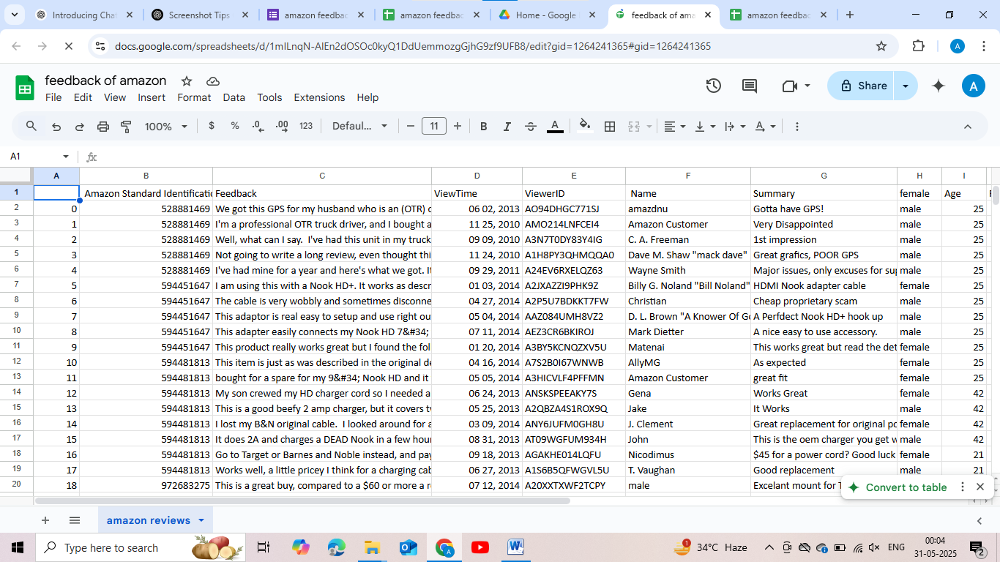 Introducing Cha
Screenshot Tips
amazon feedbac
amazon feedbac
Home - Google
feedback of ama
amazon feedbac
docs.google.com/spreadsheets/d/1mILnqN-AlEn2dOSOc0kyQ1DdUemmozgGjhG9zf9UFB8/edit?gid=1264241365#gid=1264241365
A
feedback of amazon
File Edit View Insert Format Data Tools Extensions Help
Share
A
100% $ % .0 .00 123 Defaul... 11 B I A
A1 fx
A B C D E F G H I
1 Amazon Standard Identificatio Feedback ViewTime ViewerID Name Summary female Age
2 0 528881469 We got this GPS for my husband who is an (OTR) o 06 02, 2013 AO94DHGC771SJ amazdnu Gotta have GPS! male 25
3 1 528881469 I'm a professional OTR truck driver, and I bought a 11 25, 2010 AMO214LNFCEI4 Amazon Customer Very Disappointed male 25
4 2 528881469 Well, what can I say. I've had this unit in my truck 09 09, 2010 A3N7T0DY83Y4IG C. A. Freeman 1st impression male 25
5 3 528881469 Not going to write a long review, even thought thi 11 24, 2010 A1H8PY3QHMQQA0 Dave M. Shaw "mack dave" Great grafics, POOR GPS male 25
6 4 528881469 I've had mine for a year and here's what we got. It 09 29, 2011 A24EV6RXELQZ63 Wayne Smith Major issues, only excuses for sup male 25
7 5 594451647 I am using this with a Nook HD+. It works as descr 01 03, 2014 A2JXAZZI9PHK9Z Billy G. Noland "Bill Noland" HDMI Nook adapter cable female 25
8 6 594451647 The cable is very wobbly and sometimes disconne 04 27, 2014 A2P5U7BDKKT7FW Christian Cheap proprietary scam male 25
9 7 594451647 This adaptor is real easy to setup and use right ou 05 04, 2014 AAZ084UMH8VZ2 D. L. Brown "A Knower Of Go A Perfdect Nook HD+ hook up male 25
10 8 594451647 This adapter easily connects my Nook HD 7&#34; 07 11, 2014 AEZ3CR6BKIROJ Mark Dietter A nice easy to use accessory. male 25
11 9 594451647 This product really works great but I found the fol 01 20, 2014 A3BY5KCNQZXV5U Matenai This works great but read the det female 25
12 10 594481813 This item is just as was described in the original de 04 16, 2014 A7S2B0I67WNWB AllyMG As expected female 25
13 11 594481813 bought for a spare for my 9&#34; Nook HD and it 05 05, 2014 A3HICVLF4PFFMN Amazon Customer great fit female 25
14 12 594481813 My son crewed my HD charger cord so I needed a 06 24, 2013 ANSKSPEEAKY7S Gena Works Great female 42
15 13 594481813 This is a good beefy 2 amp charger, but it covers tw 05 25, 2013 A2QBZA4S1ROX9Q Jake It Works male 42
16 14 594481813 I lost my B&N original cable. I looked around for a 03 09, 2014 ANY6JUFM0GH8U J. Clement Great replacement for original po female 42
17 15 594481813 It does 2A and charges a DEAD Nook in a few hour 08 31, 2013 AT09WGFUM934H John This is the oem charger you get w male 42
18 16 594481813 Go to Target or Barnes and Noble instead, and pay 09 18, 2013 AGAKHE014LQFU Nicodimus $45 for a power cord? Good luck female 21
19 17 594481813 Works well, a little pricey I think for a charging cab 06 27, 2013 A1S6B5QFWGVL5U T. Vaughan Good replacement male 21
20 18 972683275 This is a great buy, compared to a $60 or more a r 07 12, 2014 A20XXTXWF2TCPY male Excelant mount for
Convert to table
amazon reviews
Type here to search
34°C Haze
ENG
00:04
31-05-2025
2